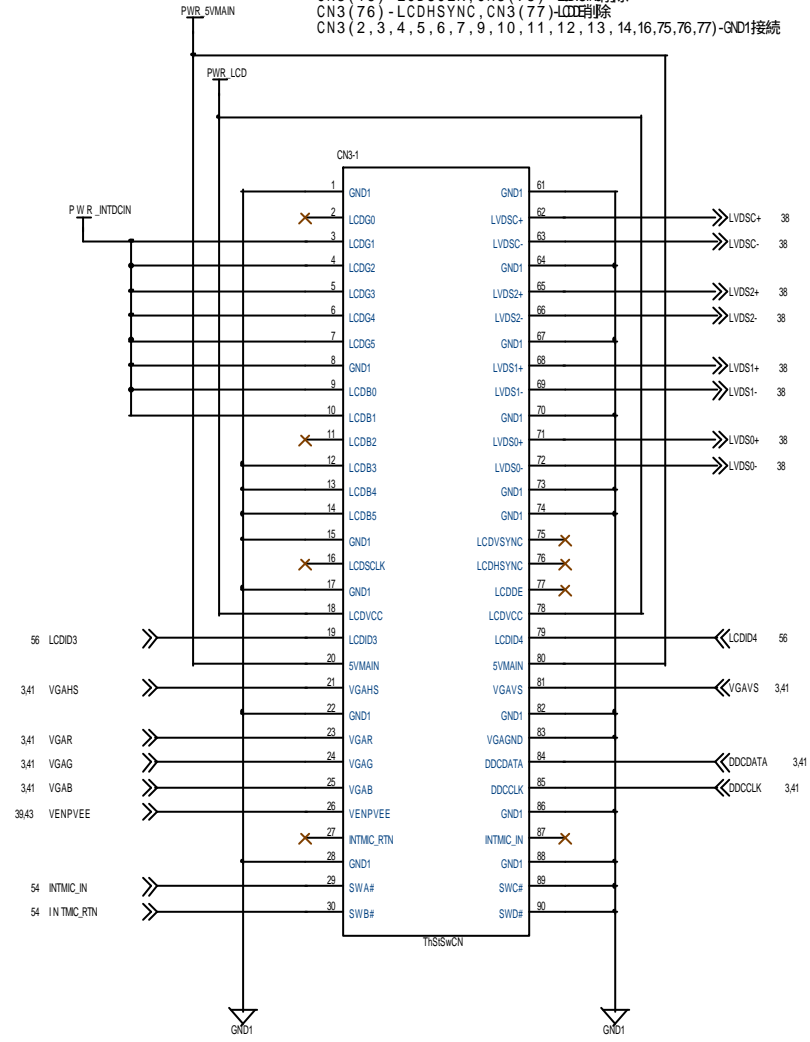 CN3(76)-LCDHSYNC,CN3(77)-LCDDE削除
CN3(2,3,4,5,6,7,9,10,11,12,13,14,16,75,76,77)-GND1接続
PWR_5VMAIN
PWR_LCD
PWR_INTDCIN
CN3-1
1 GND1 GND1 61
2 LCDG0 LVDSC+ 62 LVDSC+ 38
3 LCDG1 LVDSC- 63 LVDSC- 38
4 LCDG2 GND1 64
5 LCDG3 LVDS2+ 65 LVDS2+ 38
6 LCDG4 LVDS2- 66 LVDS2- 38
7 LCDG5 GND1 67
8 GND1 LVDS1+ 68 LVDS1+ 38
9 LCDB0 LVDS1- 69 LVDS1- 38
10 LCDB1 GND1 70
11 LCDB2 LVDS0+ 71 LVDS0+ 38
12 LCDB3 LVDS0- 72 LVDS0- 38
13 LCDB4 GND1 73
14 LCDB5 GND1 74
15 GND1 LCDVSYNC 75
16 LCDSCLK LCDHSYNC 76
17 GND1 LCDDE 77
18 LCDVCC LCDVCC 78
56 LCDID3 19 LCDID3 LCDID4 79 LCDID4 56
20 5VMAIN 5VMAIN 80
3,41 VGAHS 21 VGAHS VGAVS 81 VGAVS 3,41
22 GND1 GND1 82
3,41 VGAR 23 VGAR VGAGND 83
3,41 VGAG 24 VGAG DDCDATA 84 DDCDATA 3,41
3,41 VGAB 25 VGAB DDCCLK 85 DDCCLK 3,41
39,43 VENPVEE 26 VENPVEE GND1 86
27 INTMIC_RTN INTMIC_IN 87
28 GND1 GND1 88
54 INTMIC_IN 29 SWA# SWC# 89
54 INTMIC_RTN 30 SWB# SWD# 90
ThStSwCN
GND1 GND1